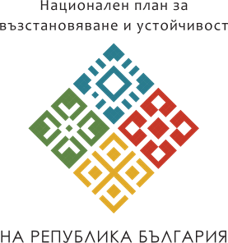 Национален план за
възстановяване и устойчивост
НА РЕПУБЛИКА БЪЛГАРИЯ